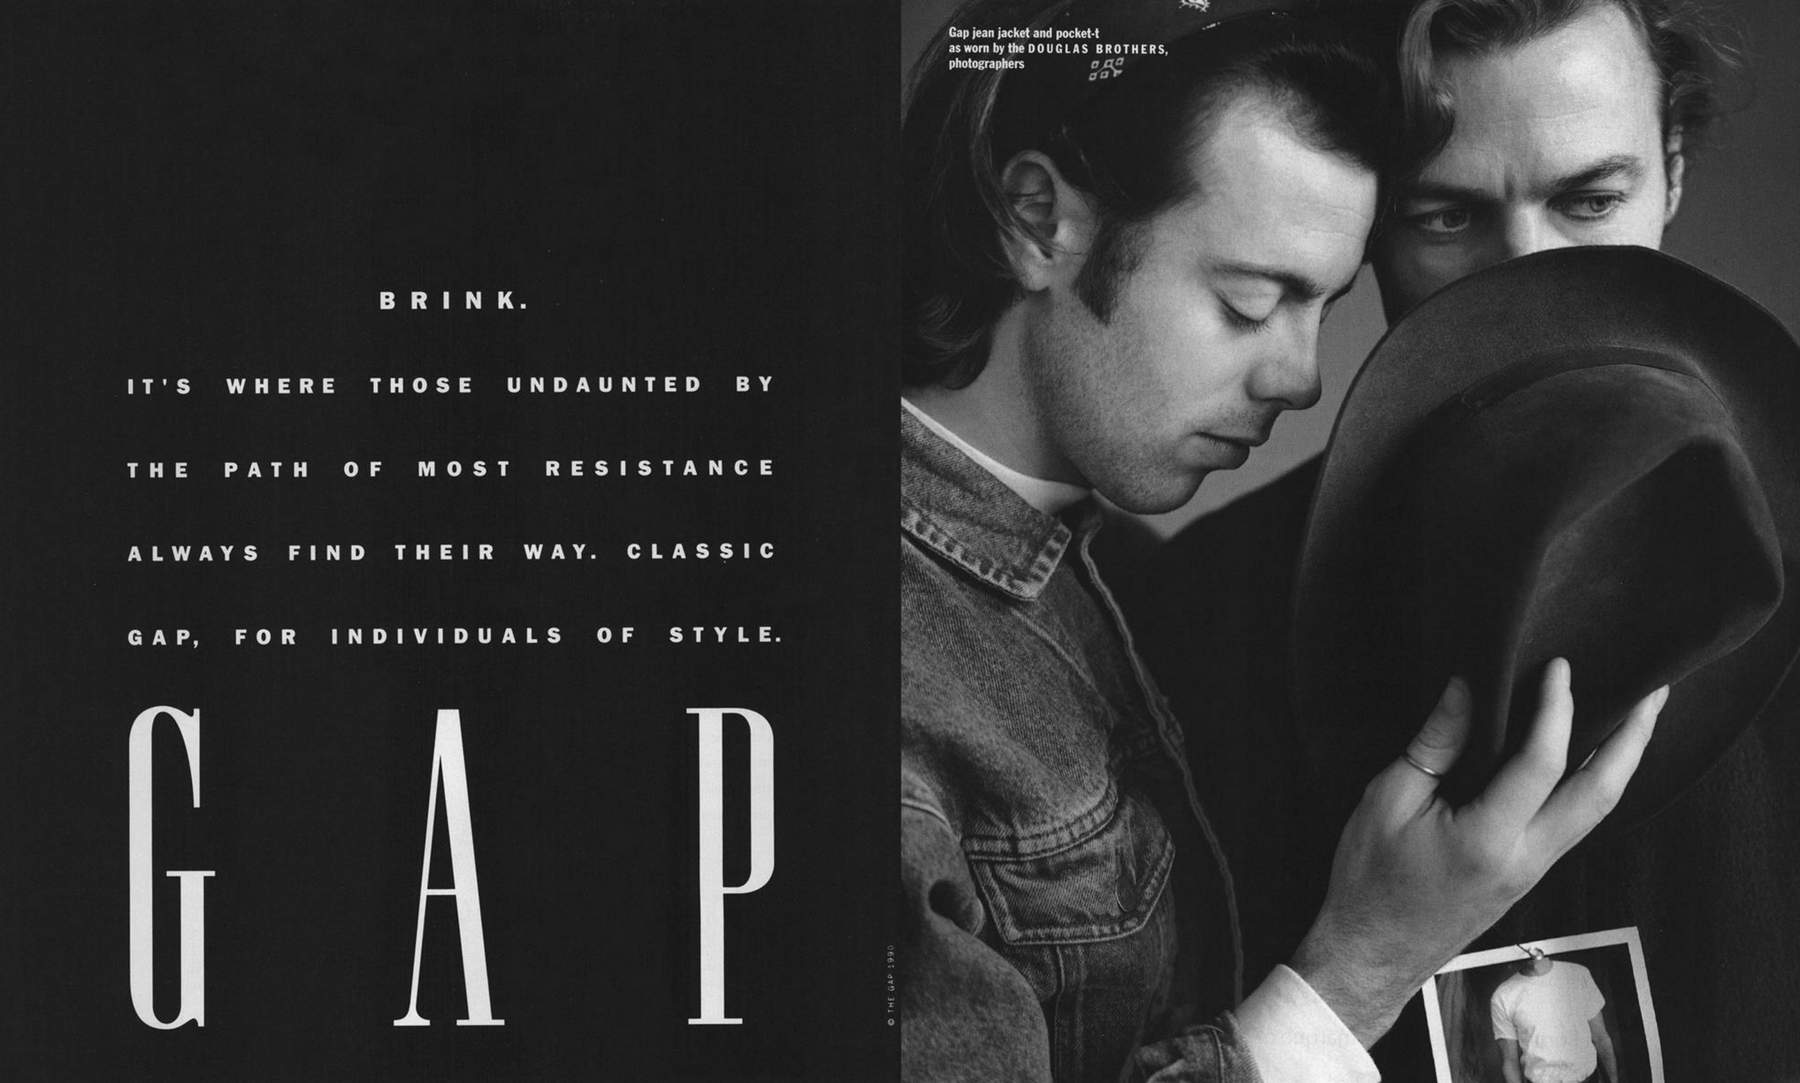 BRINK.
IT'S WHERE THOSE UNDAUNTED BY
THE PATH OF MOST RESISTANCE
ALWAYS FIND THEIR WAY. CLASSIC
GAP, FOR INDIVIDUALS OF STYLE.
GAP
© THE GAP 1990
Gap jean jacket and pocket-t
as worn by the DOUGLAS BROTHERS,
photographers